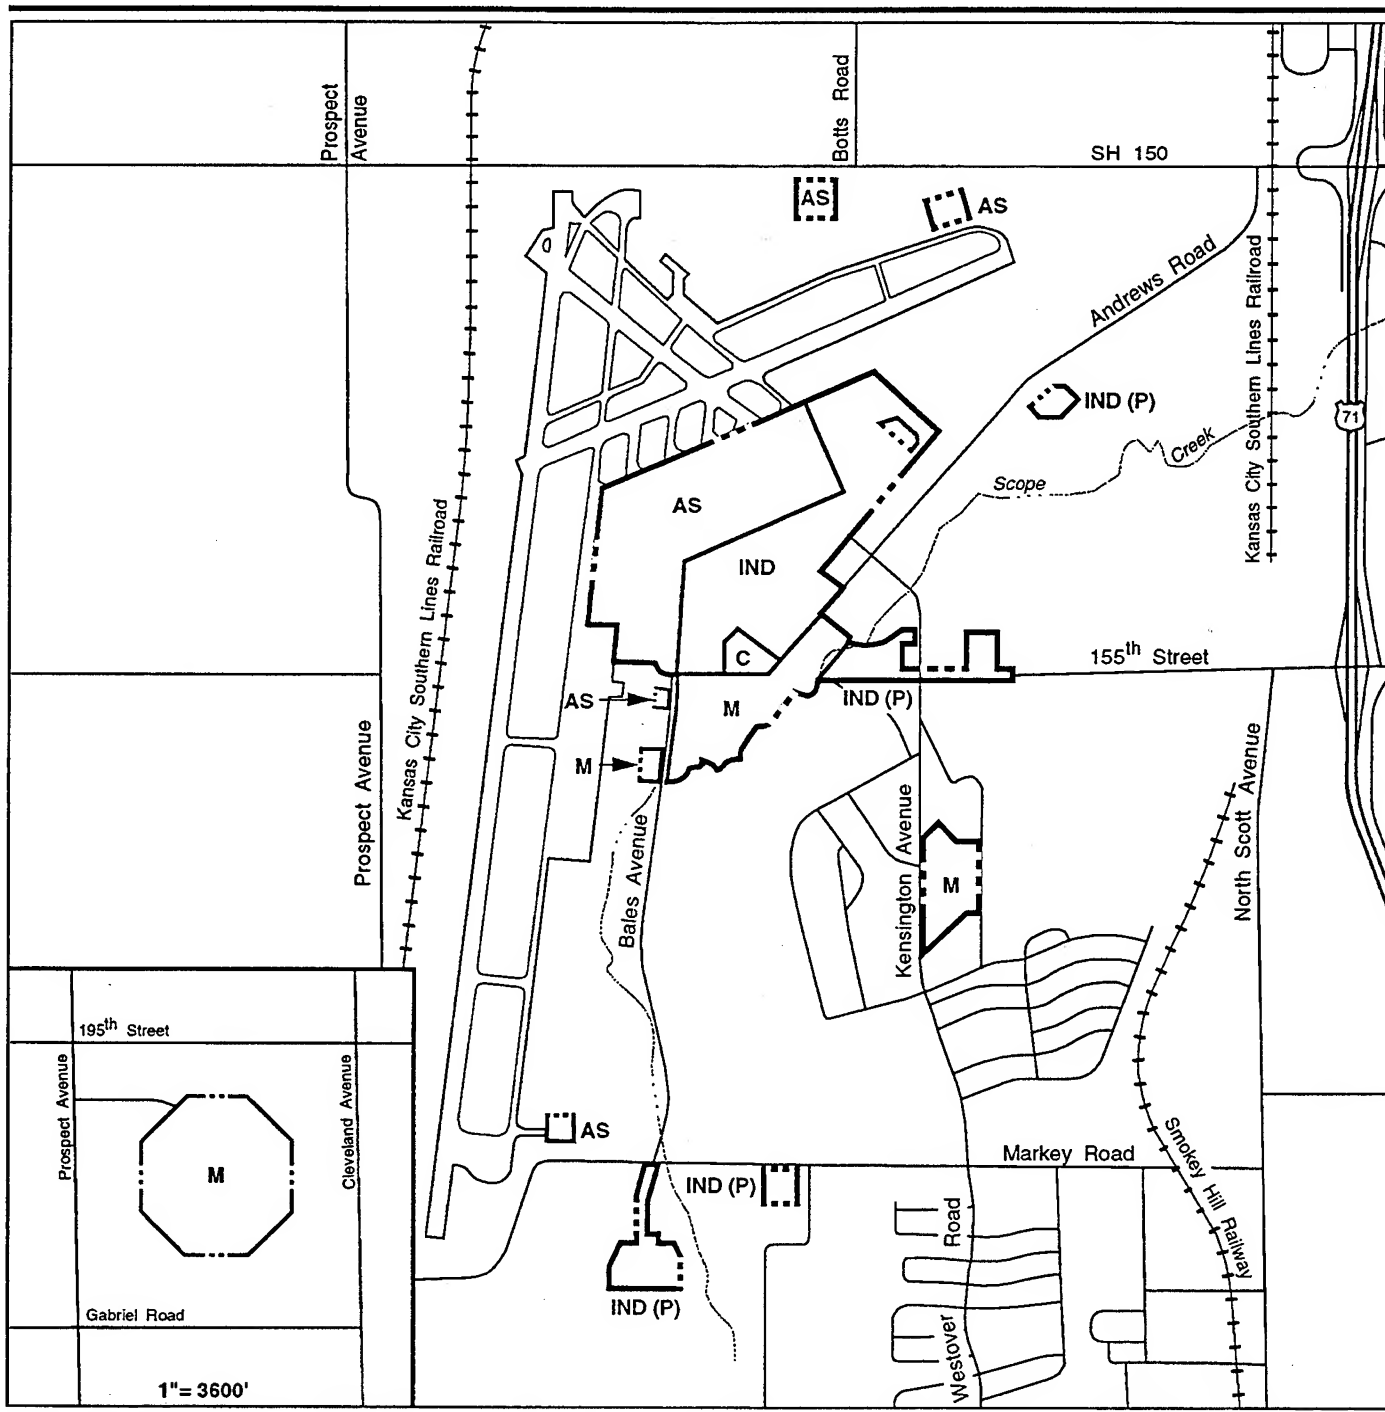 Prospect
Avenue
Botts Road
SH 150
AS
AS
Andrews Road
Kansas City Southern Lines Railroad
IND (P)
71
Creek
Scope
AS
Kansas City Southern Lines Railroad
IND
C
155th Street
AS
M
IND (P)
M
Prospect Avenue
Bales Avenue
Kensington Avenue
M
North Scott Avenue
195th Street
Prospect Avenue
Cleveland Avenue
M
AS
Markey Road
Smokey Hill Railway
IND (P)
Road
Westover
IND (P)
Gabriel Road
1"= 3600'